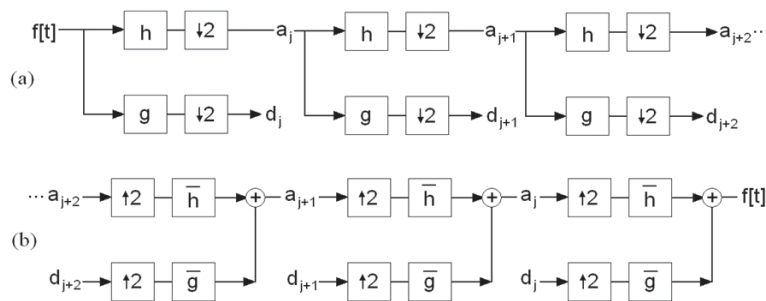 f[t] h ↓2 a_j h ↓2 a_{j+1} h ↓2 a_{j+2}··
(a)
g ↓2 d_j g ↓2 d_{j+1} g ↓2 d_{j+2}
···a_{j+2} ↑2 h̅ + a_{j+1} ↑2 h̅ + a_j ↑2 h̅ + f[t]
(b)
d_{j+2} ↑2 g̅ d_{j+1} ↑2 g̅ d_j ↑2 g̅